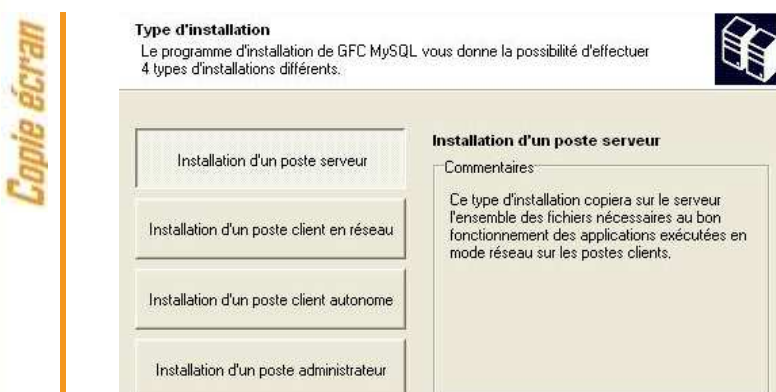 Copie écran
Type d'installation
Le programme d'installation de GFC MySQL vous donne la possibilité d'effectuer
4 types d'installations différents.
Installation d'un poste serveur
Installation d'un poste client en réseau
Installation d'un poste client autonome
Installation d'un poste administrateur
Installation d'un poste serveur
Commentaires
Ce type d'installation copiera sur le serveur
l'ensemble des fichiers nécessaires au bon
fonctionnement des applications exécutées en
mode réseau sur les postes clients.